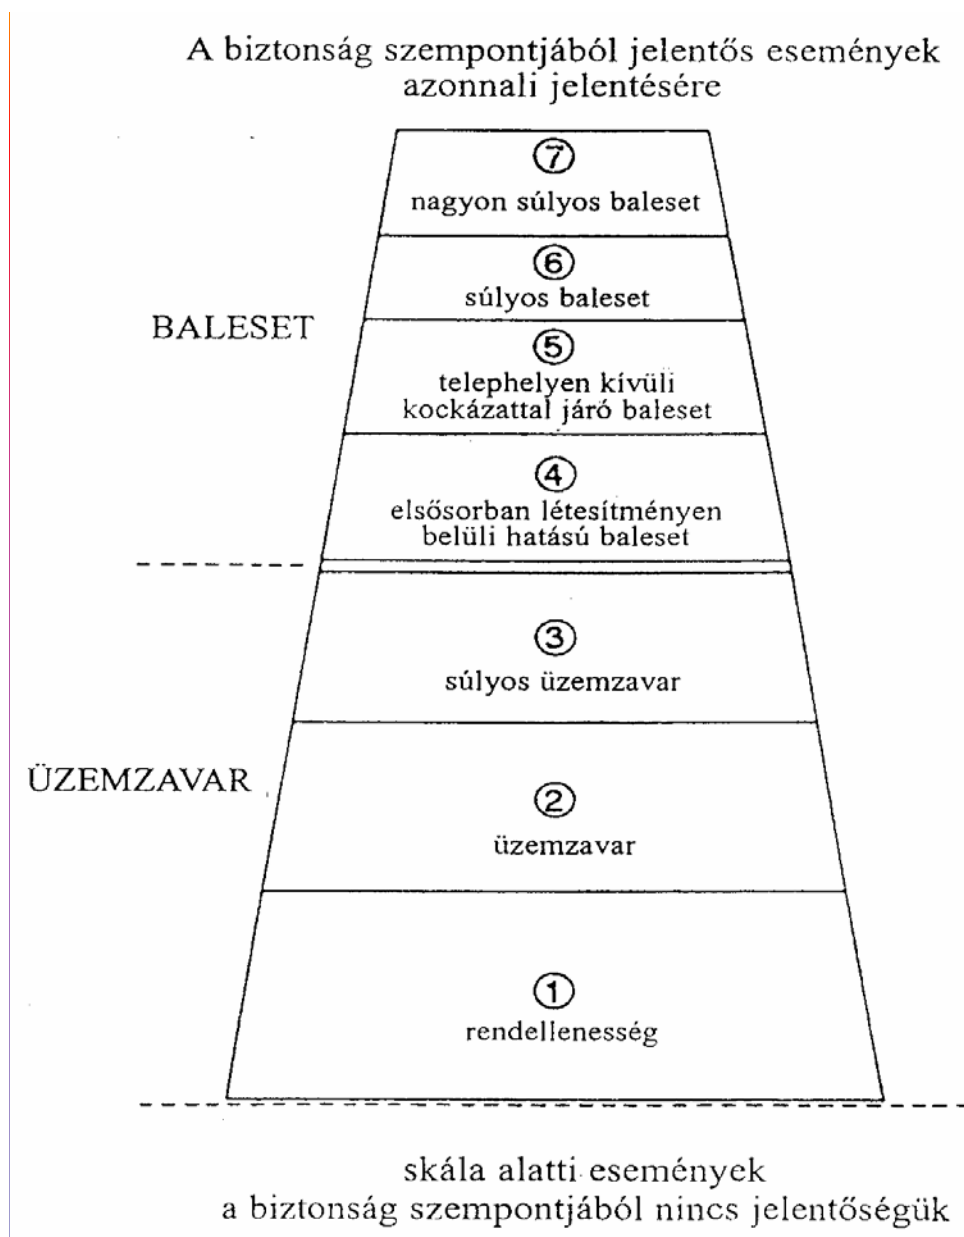 A biztonság szempontjából jelentős események
azonnali jelentésére
7
nagyon súlyos baleset
6
súlyos baleset
BALESET
5
telephelyen kívüli
kockázattal járó baleset
4
elsősorban létesítményen
belüli hatású baleset
3
súlyos üzemzavar
ÜZEMZAVAR
2
üzemzavar
1
rendellenesség
skála alatti események
a biztonság szempontjából nincs jelentőségük